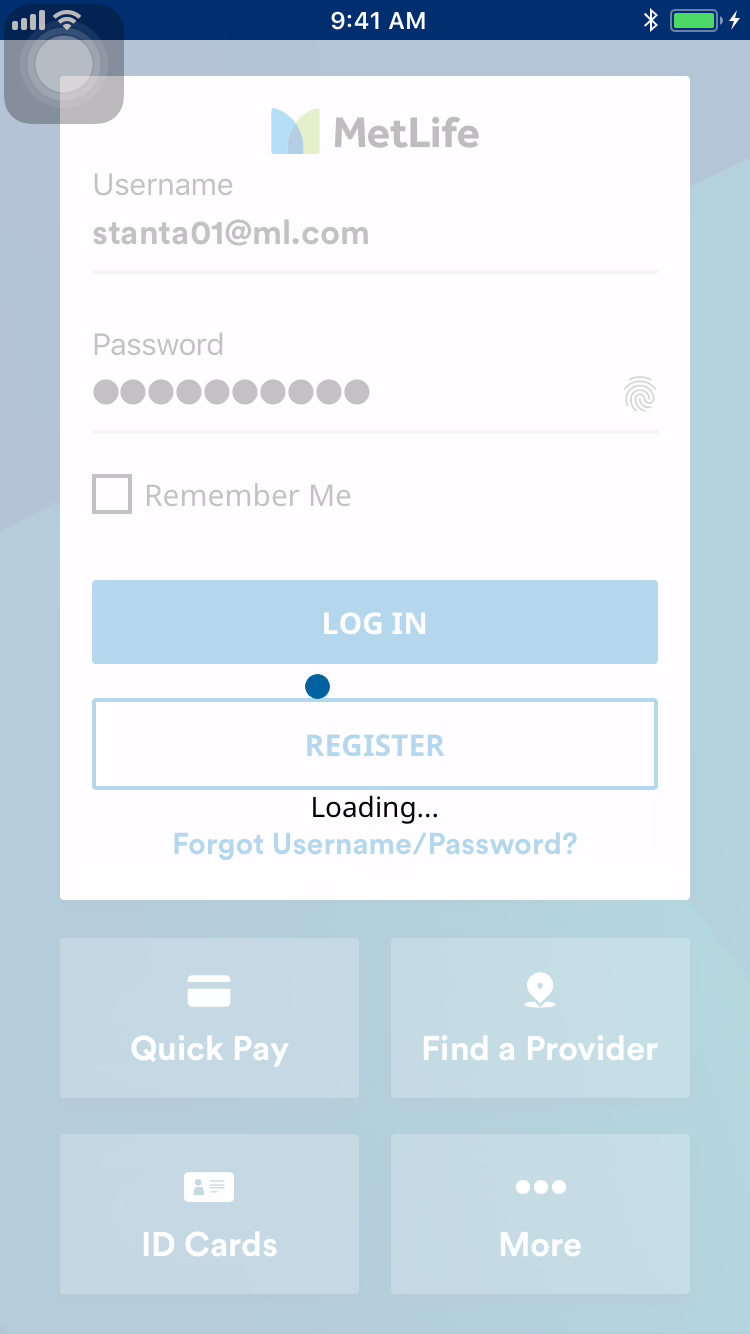 9:41 AM
MetLife
Username
stanta01@ml.com
Password
●●●●●●●●●●
Remember Me
LOG IN
REGISTER
Loading...
Forgot Username/Password?
Quick Pay
Find a Provider
ID Cards
More